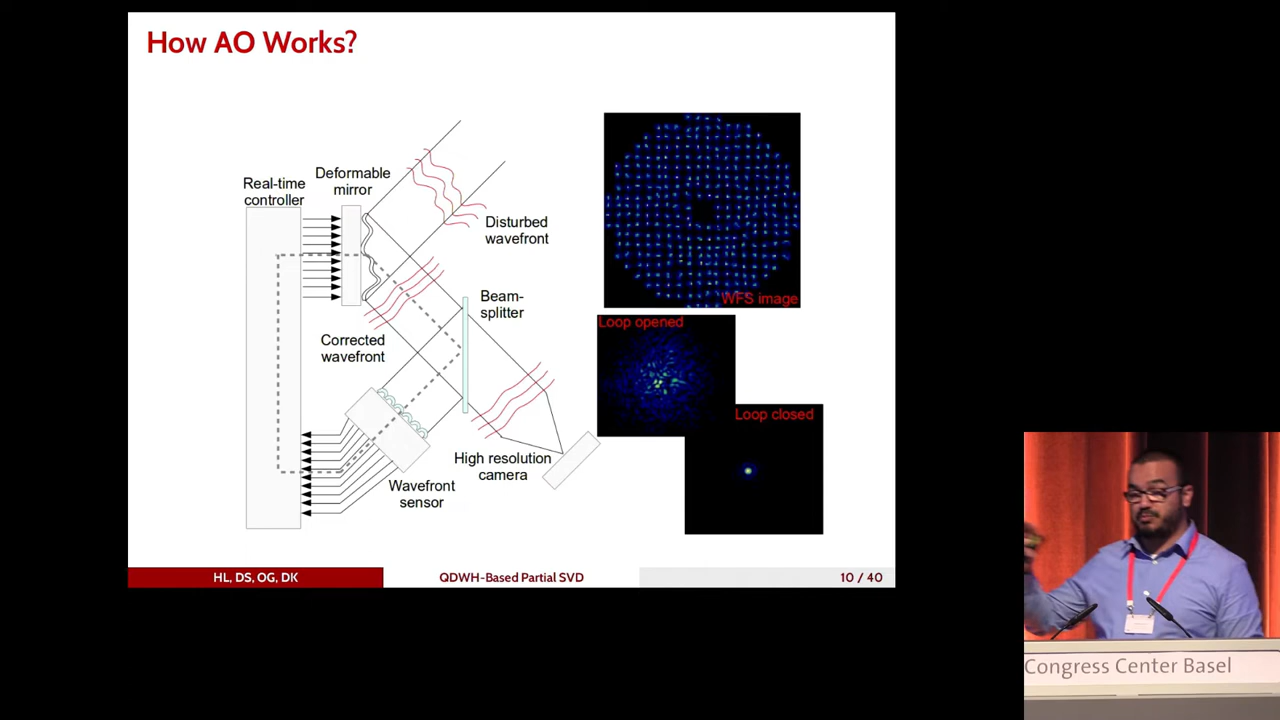 How AO Works?
Real-time
controller
Deformable
mirror
Disturbed
wavefront
Beam-
splitter
Corrected
wavefront
High resolution
camera
Wavefront
sensor
WFS image
Loop opened
Loop closed
HL, DS, OG, DK
QDWH-Based Partial SVD
10 / 40
Congress Center Basel